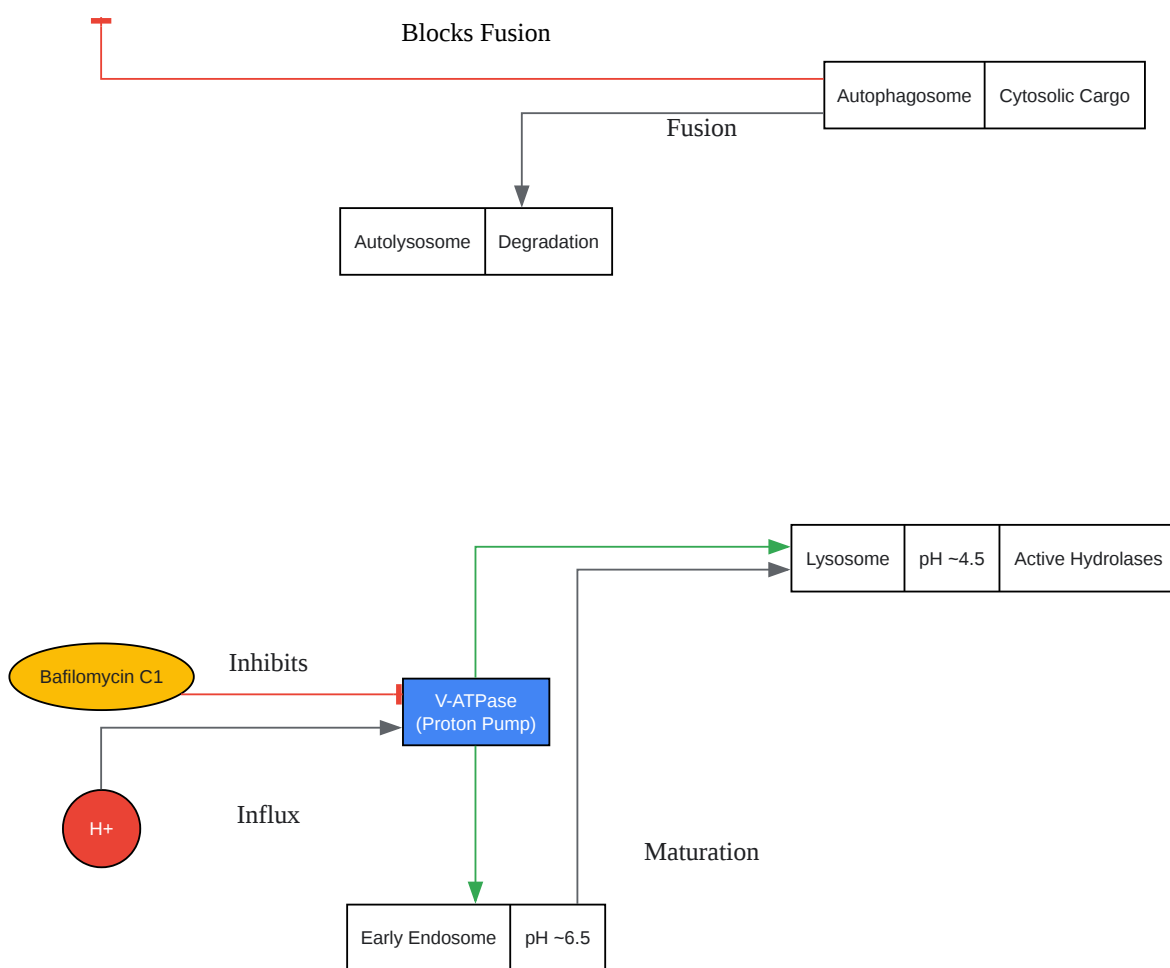 Blocks Fusion
Autophagosome
Cytosolic Cargo
Fusion
Autolysosome
Degradation
Lysosome
pH ~4.5
Active Hydrolases
Bafilomycin C1
Inhibits
V-ATPase
(Proton Pump)
H+
Influx
Maturation
Early Endosome
pH ~6.5